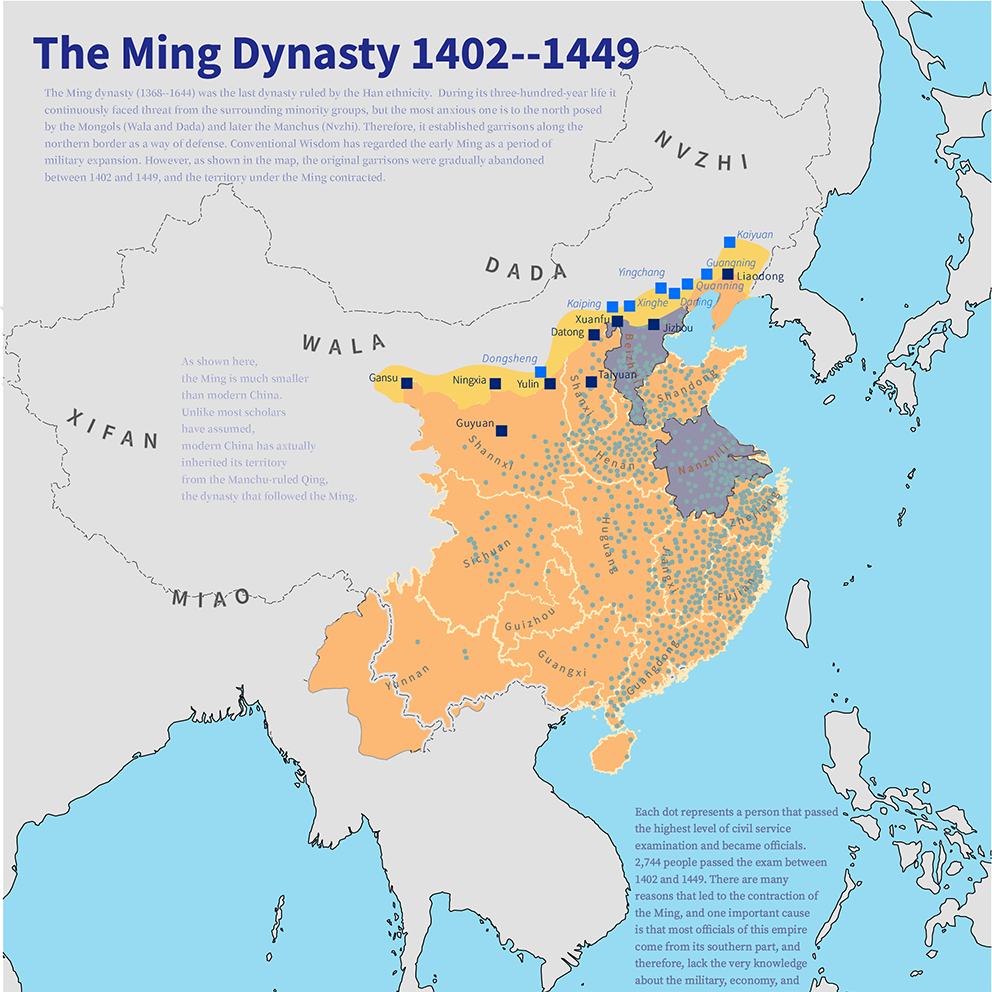 The Ming Dynasty 1402--1449
The Ming dynasty (1368--1644) was the last dynasty ruled by the Han ethnicity. During its three-hundred-year life it
continuously faced threat from the surrounding minority groups, but the most anxious one is to the north posed
by the Mongols (Wala and Dada) and later the Manchus (Nvzhi). Therefore, it established garrisons along the
northern border as a way of defense. Conventional Wisdom has regarded the early Ming as a period of
military expansion. However, as shown in the map, the original garrisons were gradually abandoned
between 1402 and 1449, and the territory under the Ming contracted.
NVZHI
Kaiyuan
DADA
Guangning
Yingchang
Liaodong
Quanning
Kaiping
Xinghe
Daning
Xuanfu
Datong
Jizhou
WALA
Beizhili
As shown here,
the Ming is much smaller
than modern China.
Unlike most scholars
have assumed,
modern China has axtually
inherited its territory
from the Manchu-ruled Qing,
the dynasty that followed the Ming.
Dongsheng
Gansu
Ningxia
Yulin
Taiyuan
Shanxi
Shandong
XIFAN
Guyuan
Shannxi
Henan
Nanzhili
Zhejiang
Sichuan
Huguang
Jiangxi
Fujian
MIAO
Guizhou
Yunnan
Guangxi
Guangdong
Each dot represents a person that passed
the highest level of civil service
examination and became officials.
2,744 people passed the exam between
1402 and 1449. There are many
reasons that led to the contraction of
the Ming, and one important cause
is that most officials of this empire
come from its southern part, and
therefore, lack the very knowledge
about the military, economy, and